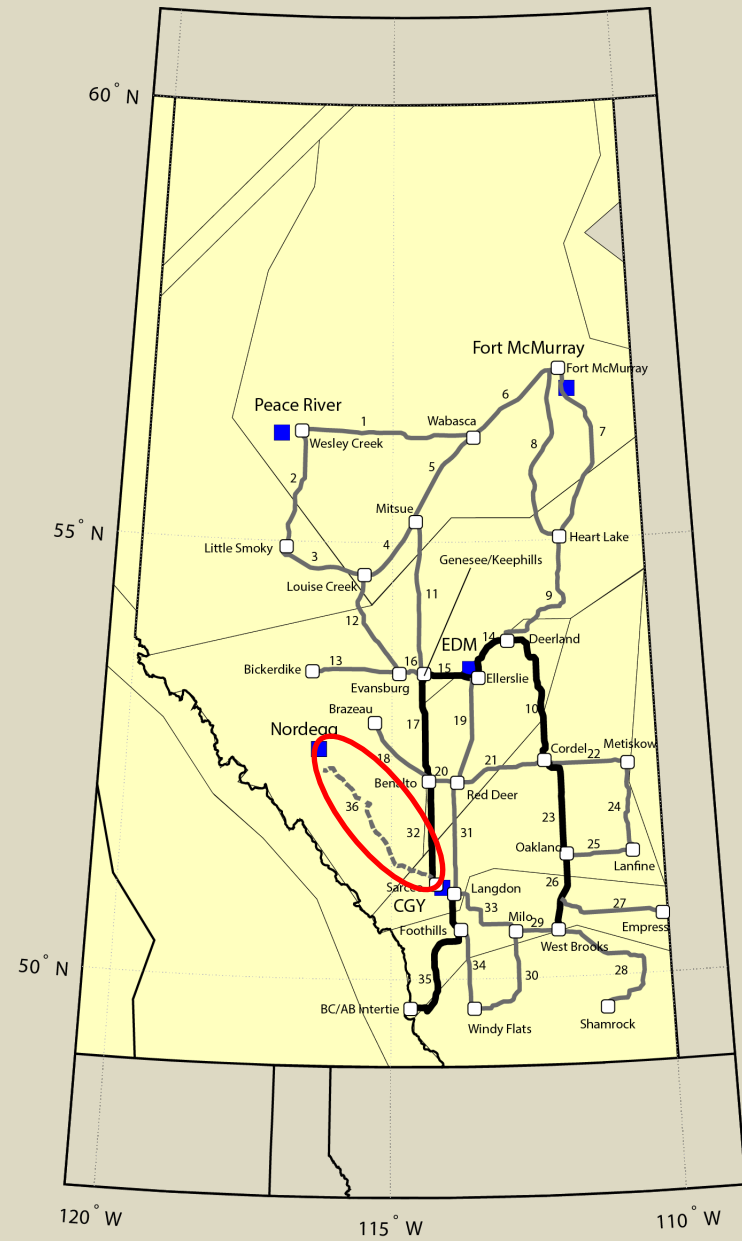 60° N
Fort McMurray
Fort McMurray
6
Peace River
1
Wabasca
7
8
Wesley Creek
5
2
Mitsue
55° N
Heart Lake
Little Smoky
4
3
Genesee/Keephills
Louise Creek
11
9
12
14
Deerland
EDM
13
16
15
Bickerdike
Ellerslie
Evansburg
Brazeau
10
17
19
Nordegg
Cordel
22
Metiskow
18
21
20
Benalto
Red Deer
36
24
23
32
31
Oakland
25
Lanfine
26
Sarcee
Langdon
CGY
33
27
Milo
29
Empress
Foothills
West Brooks
50° N
34
28
35
30
BC/AB Intertie
Windy Flats
Shamrock
120° W
115° W
110° W